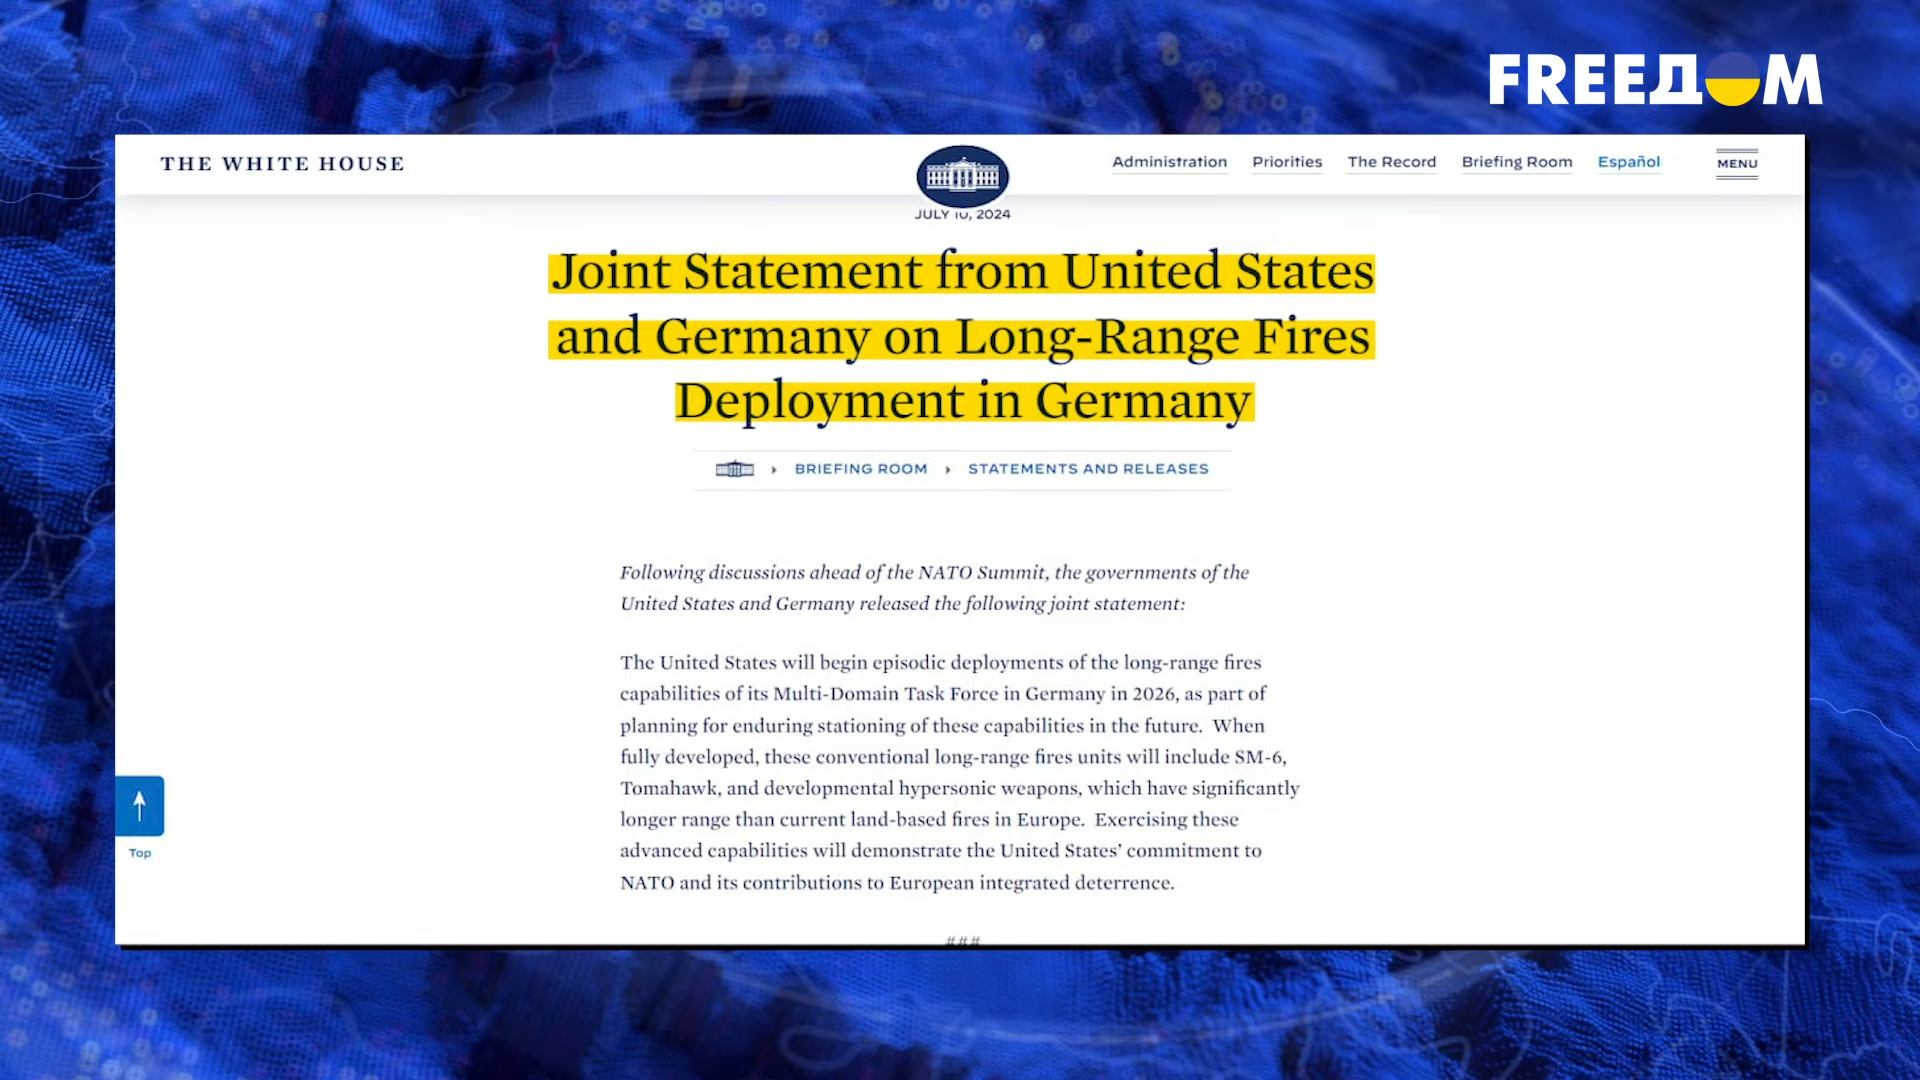 FREEДOM
THE WHITE HOUSE
Administration
Priorities
The Record
Briefing Room
Español
MENU
JULY 10, 2024
Joint Statement from United States
and Germany on Long-Range Fires
Deployment in Germany
BRIEFING ROOM
STATEMENTS AND RELEASES
Following discussions ahead of the NATO Summit, the governments of the
United States and Germany released the following joint statement:
The United States will begin episodic deployments of the long-range fires
capabilities of its Multi-Domain Task Force in Germany in 2026, as part of
planning for enduring stationing of these capabilities in the future.  When
fully developed, these conventional long-range fires units will include SM-6,
Tomahawk, and developmental hypersonic weapons, which have significantly
longer range than current land-based fires in Europe.  Exercising these
advanced capabilities will demonstrate the United States’ commitment to
NATO and its contributions to European integrated deterrence.
Top
###